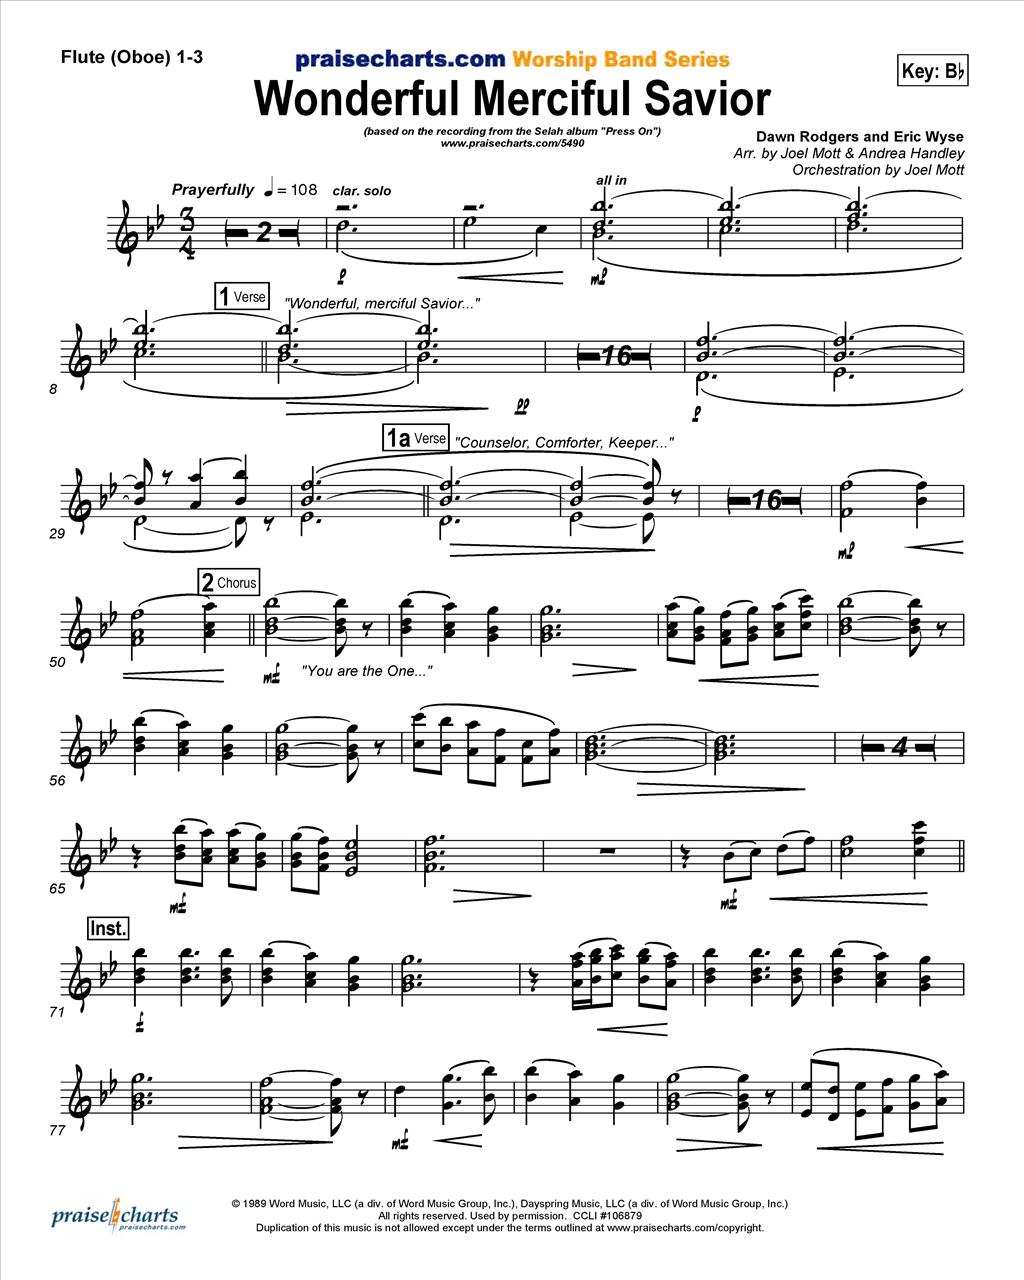 Flute (Oboe) 1-3
praisecharts.com Worship Band Series
Key: B♭
Wonderful Merciful Savior
(based on the recording from the Selah album "Press On")
www.praisecharts.com/5490
Dawn Rodgers and Eric Wyse
Arr. by Joel Mott & Andrea Handley
Orchestration by Joel Mott
Prayerfully ♩ = 108
clar. solo
all in
3
4
2
p
mf
1 Verse
"Wonderful, merciful Savior..."
16
8
pp
p
1a Verse
"Counselor, Comforter, Keeper..."
16
29
mp
2 Chorus
50
mf
"You are the One..."
4
56
65
mf
mf
Inst.
71
f
77
mf
praisecharts
praisecharts.com
© 1989 Word Music, LLC (a div. of Word Music Group, Inc.), Dayspring Music, LLC (a div. of Word Music Group, Inc.)
All rights reserved. Used by permission. CCLI #106879
Duplication of this music is not allowed except under the terms outlined at www.praisecharts.com/copyright.